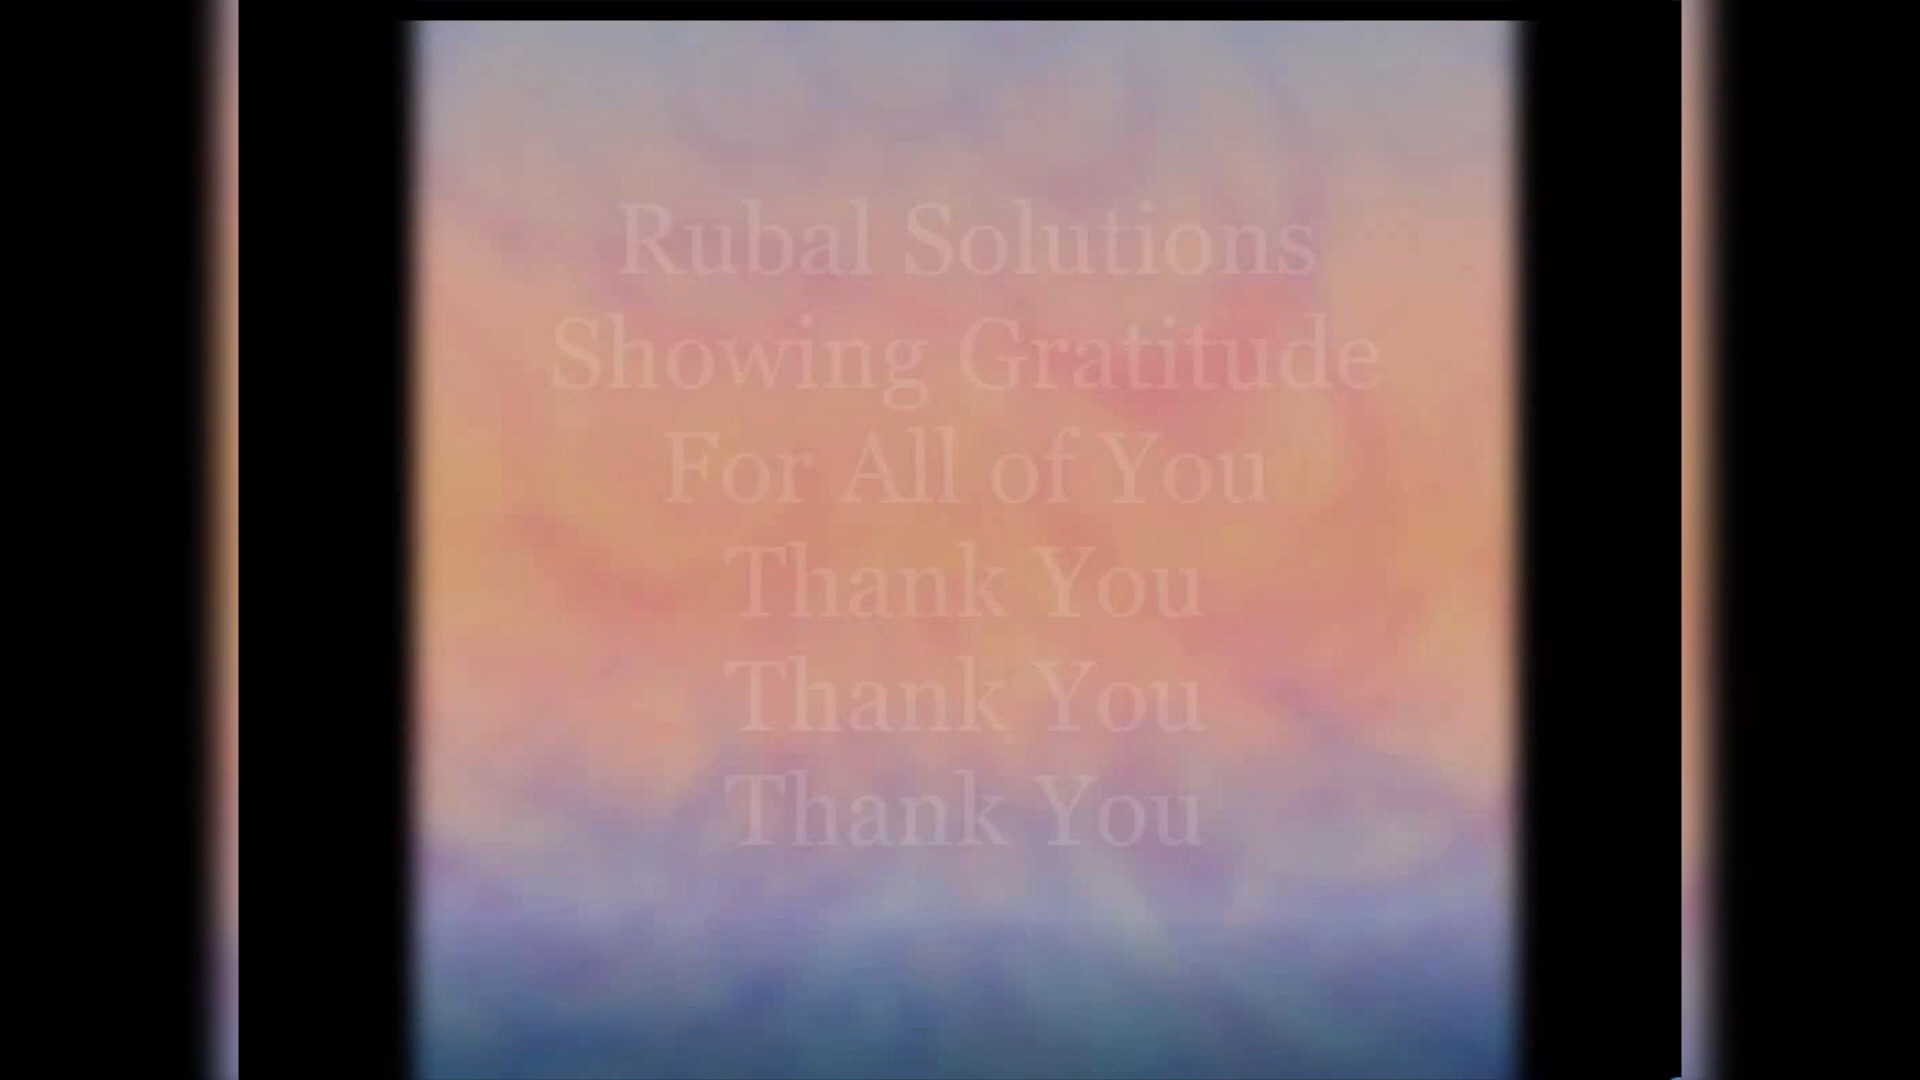 Rubal Solutions
Showing Gratitude
For All of You
Thank You
Thank You
Thank You